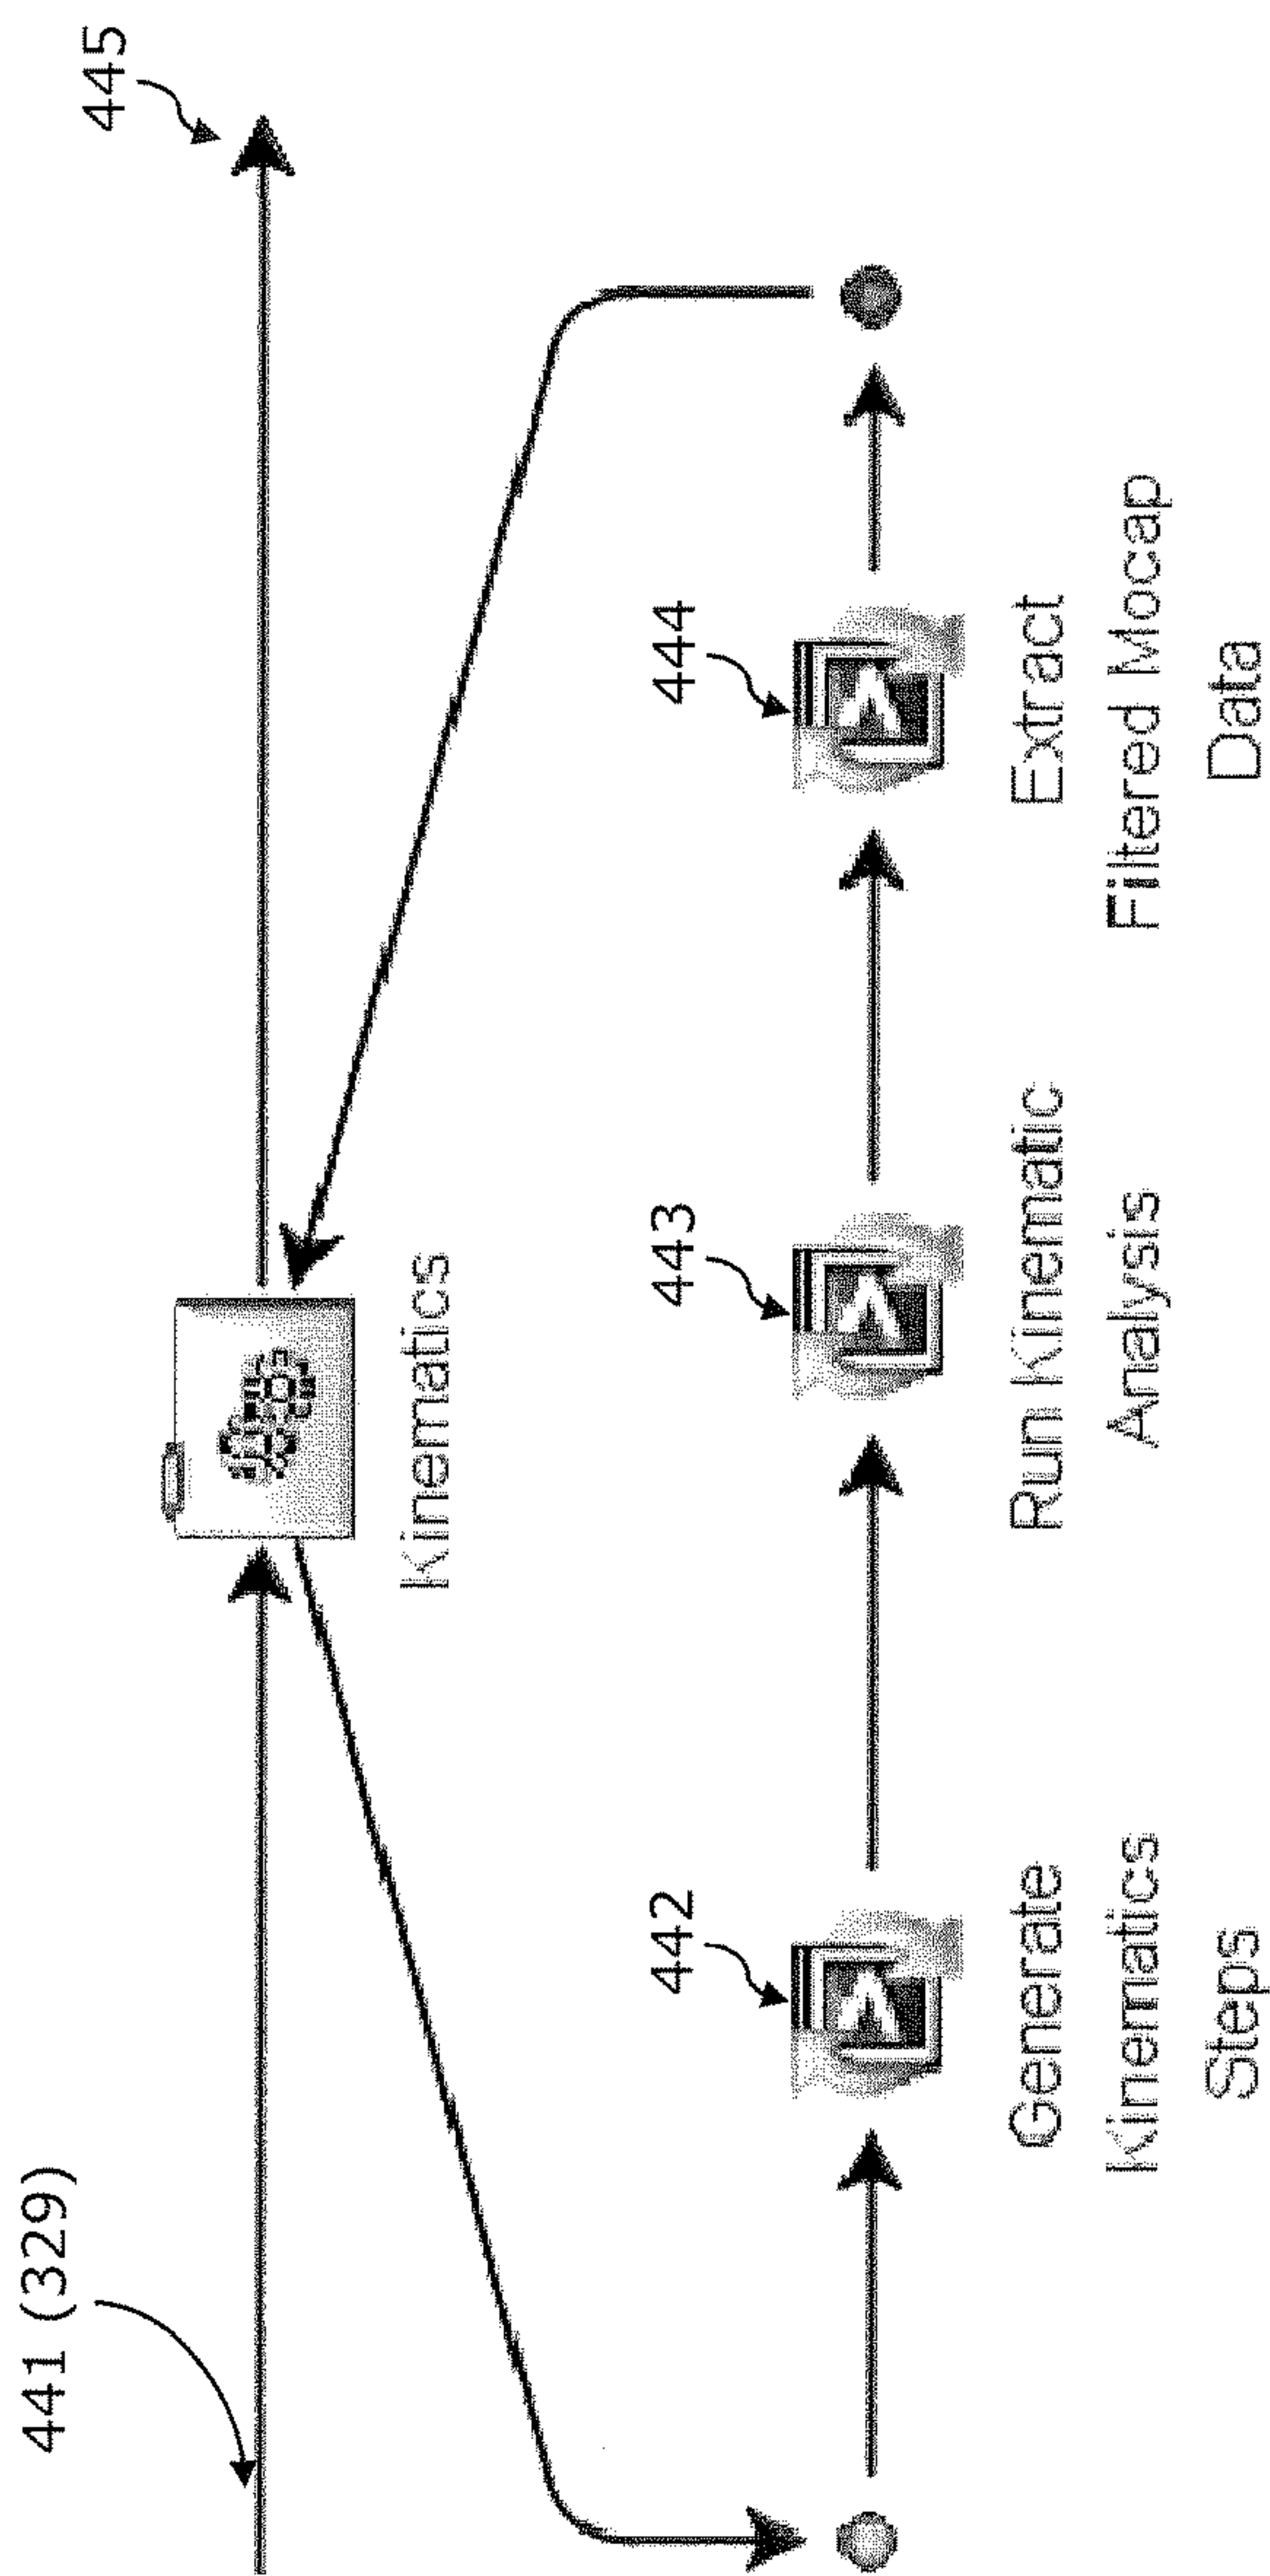 441 (329)
445
Kinematics
442
443
444
Generate
Kinematics
Steps
Run Kinematic
Analysis
Extract
Filtered Mocap
Data